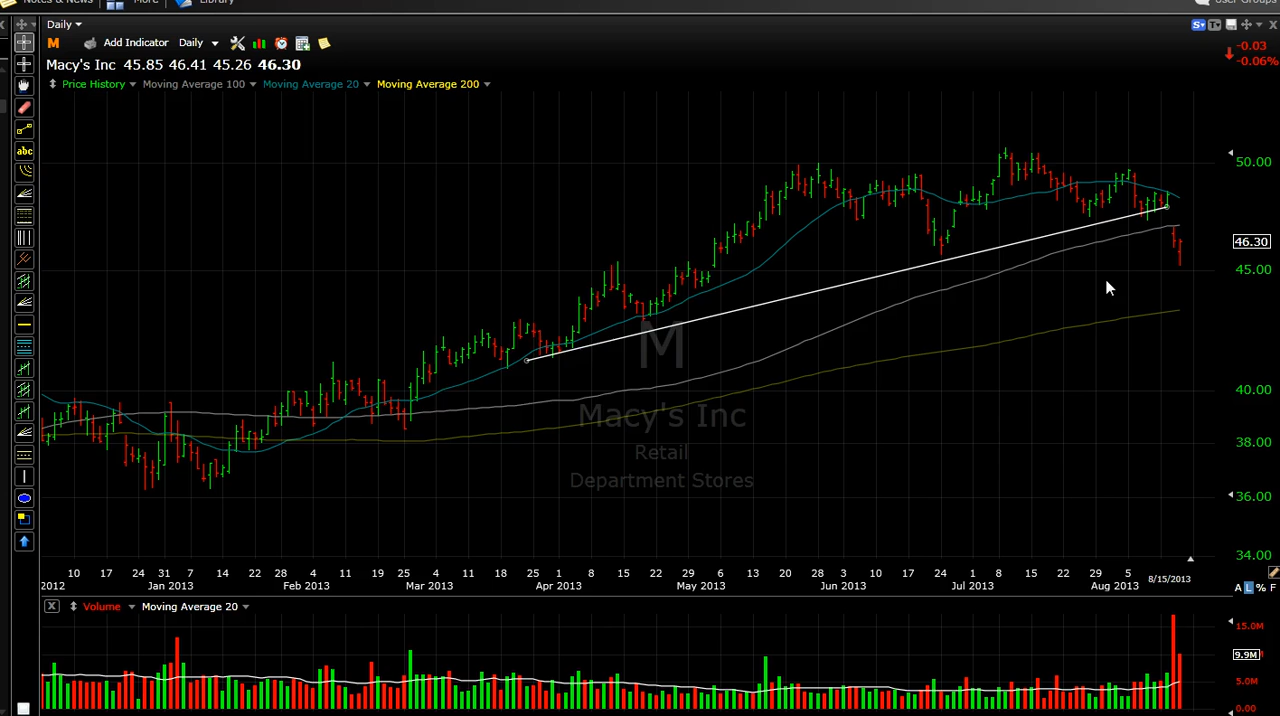 Notes & News More Library User Groups
Daily
M Add Indicator Daily
S T
Macy's Inc 45.85 46.41 45.26 46.30
-0.03
-0.06%
Price History Moving Average 100 Moving Average 20 Moving Average 200
abc
50.00
46.30
45.00
40.00
38.00
36.00
34.00
M
Macy's Inc
Retail
Department Stores
10 17 24 31 7 14 22 28 4 11 19 25 4 11 18 25 1 8 15 22 29 6 13 20 28 3 10 17 24 1 8 15 22 29 5 8/15/2013
2012 Jan 2013 Feb 2013 Mar 2013 Apr 2013 May 2013 Jun 2013 Jul 2013 Aug 2013
A L % F
X Volume Moving Average 20
15.0M
9.9M
5.0M
0.00